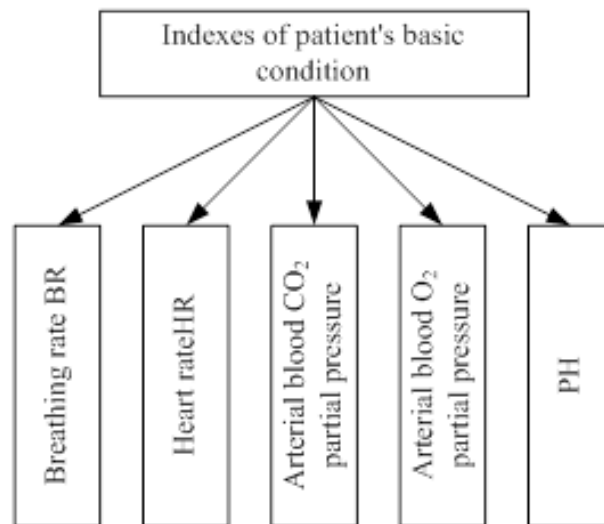 Indexes of patient's basic
condition
Breathing rate BR
Heart rateHR
Arterial blood CO₂
partial pressure
Arterial blood O₂
partial pressure
PH